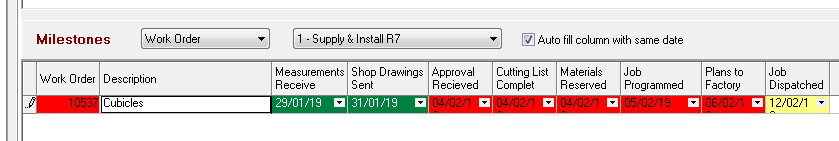 Milestones Work Order 1 - Supply & Install R7 Auto fill column with same date
Work Order Description Measurements Receive Shop Drawings Sent Approval Recieved Cutting List Complet Materials Reserved Job Programmed Plans to Factory Job Dispatched
10537 Cubicles 29/01/19 31/01/19 04/02/1 04/02/1 04/02/1 05/02/19 06/02/1 12/02/1